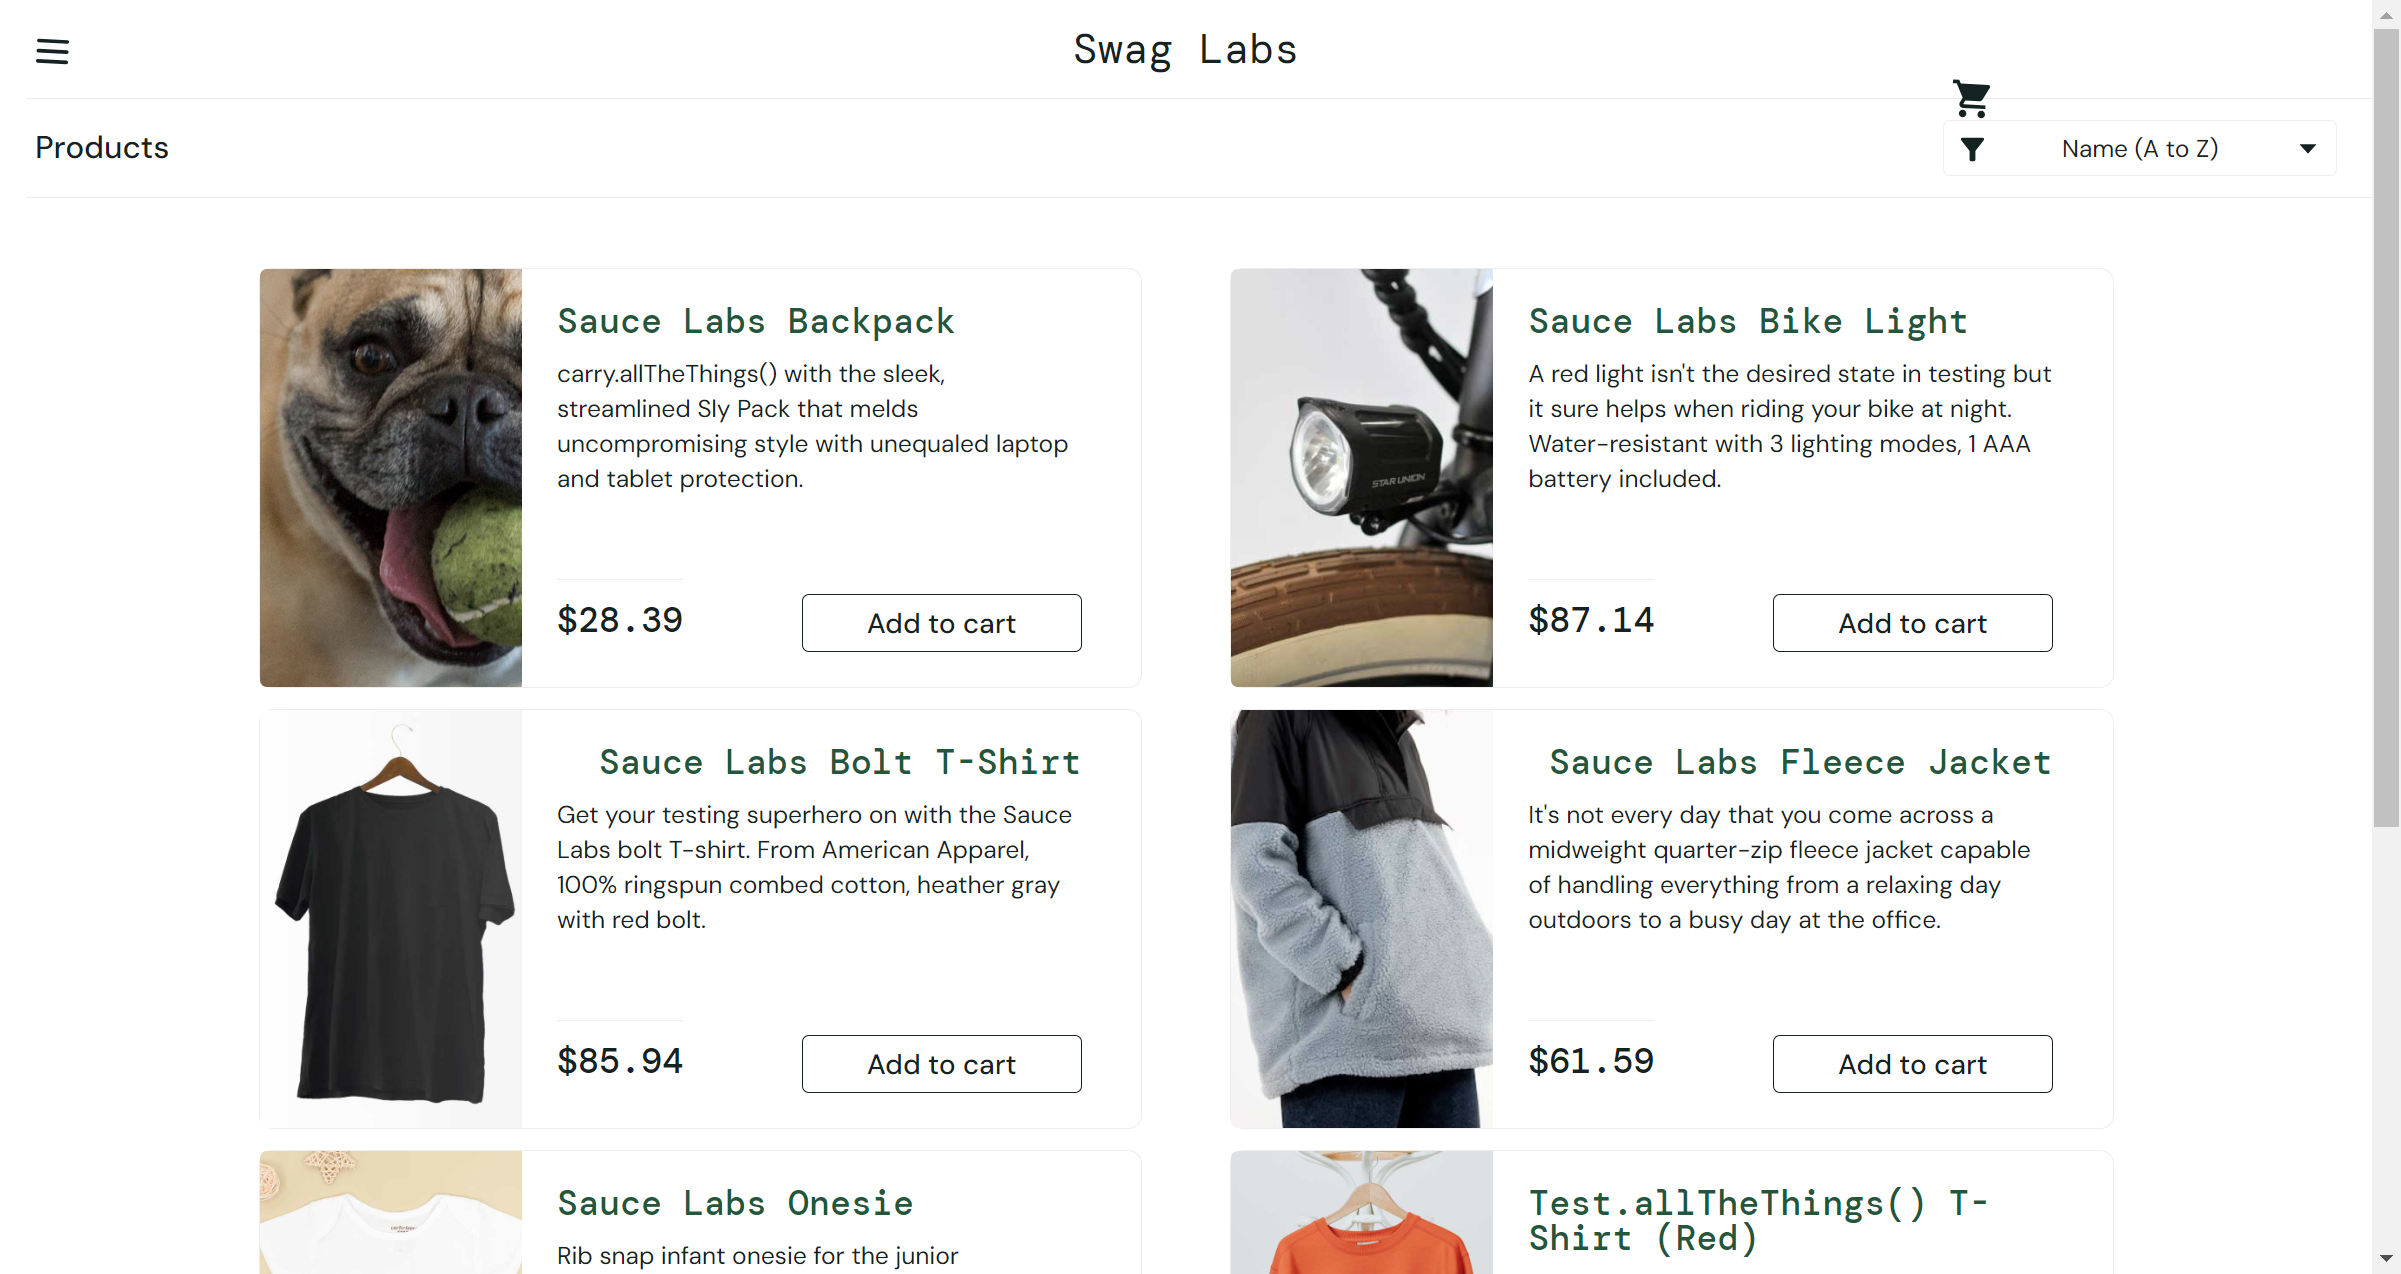 Swag Labs
Products
Name (A to Z)
Sauce Labs Backpack
carry.allTheThings() with the sleek,
streamlined Sly Pack that melds
uncompromising style with unequaled laptop
and tablet protection.
$28.39
Add to cart
STAR UNION
Sauce Labs Bike Light
A red light isn't the desired state in testing but
it sure helps when riding your bike at night.
Water-resistant with 3 lighting modes, 1 AAA
battery included.
$87.14
Add to cart
Sauce Labs Bolt T-Shirt
Get your testing superhero on with the Sauce
Labs bolt T-shirt. From American Apparel,
100% ringspun combed cotton, heather gray
with red bolt.
$85.94
Add to cart
Sauce Labs Fleece Jacket
It's not every day that you come across a
midweight quarter-zip fleece jacket capable
of handling everything from a relaxing day
outdoors to a busy day at the office.
$61.59
Add to cart
Sauce Labs Onesie
Rib snap infant onesie for the junior
Test.allTheThings() T-
Shirt (Red)